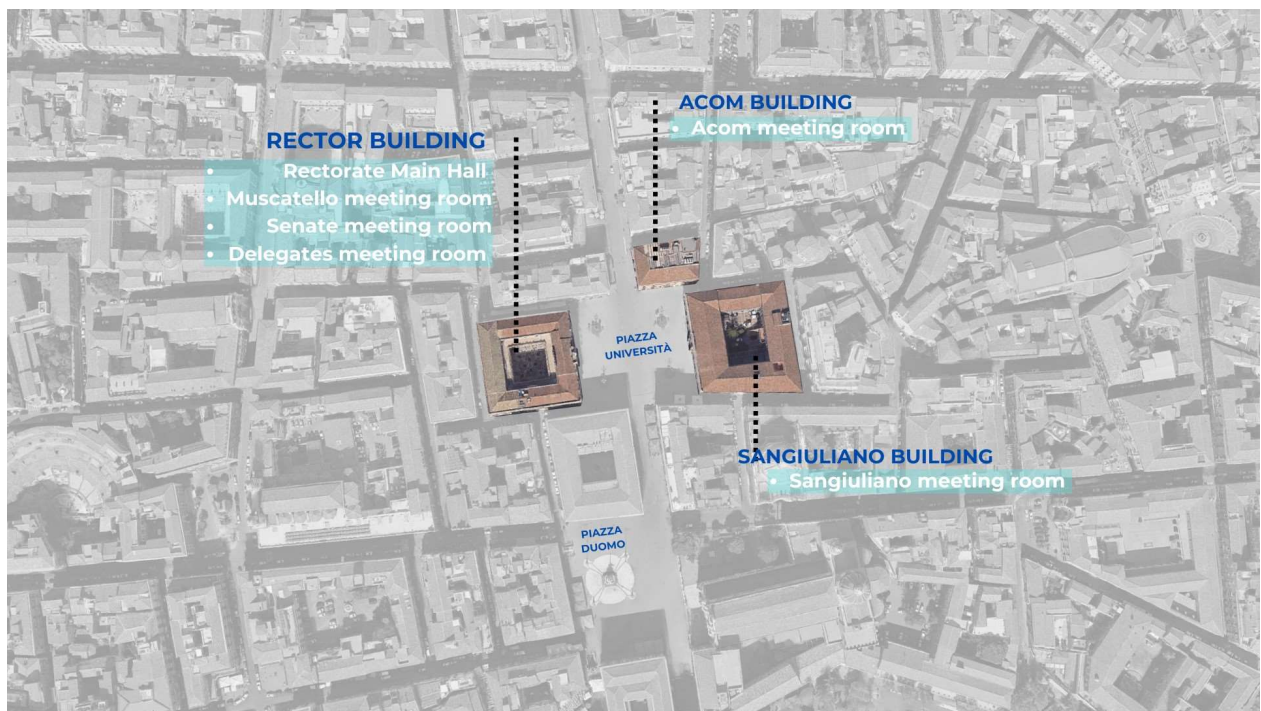 RECTOR BUILDING
• Rectorate Main Hall
• Muscatello meeting room
• Senate meeting room
• Delegates meeting room
ACOM BUILDING
• Acom meeting room
PIAZZA
UNIVERSITÀ
SANGIULIANO BUILDING
• Sangiuliano meeting room
PIAZZA
DUOMO